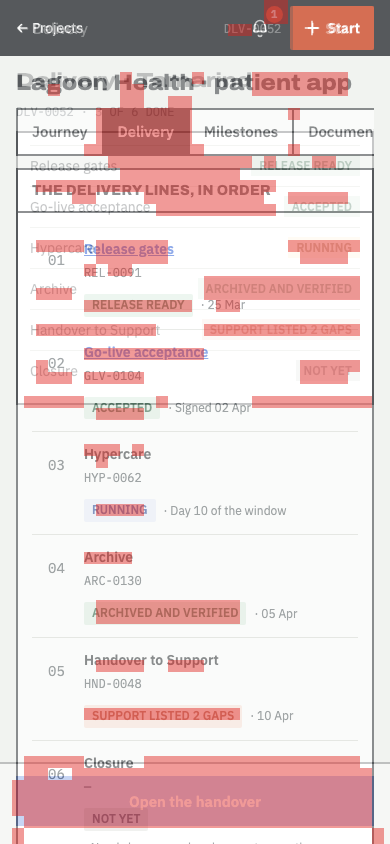 Projects
Delivery
DLV-0052
1
Start
Lagoon Health · patient app
Delivery · Tantarini
DLV-0052 · 5 OF 6 DONE
Journey
Delivery
Milestones
Documen
Release gates
RELEASE READY
THE DELIVERY LINES, IN ORDER
Go-live acceptance
ACCEPTED
Hypercare
RUNNING
01
Release gates
REL-0091
RELEASE READY
· 25 Mar
Archive
ARCHIVED AND VERIFIED
Handover to Support
SUPPORT LISTED 2 GAPS
Closure
NOT YET
02
Go-live acceptance
GLV-0104
ACCEPTED
· Signed 02 Apr
03
Hypercare
HYP-0062
RUNNING
· Day 10 of the window
04
Archive
ARC-0130
ARCHIVED AND VERIFIED
· 05 Apr
05
Handover to Support
HND-0048
SUPPORT LISTED 2 GAPS
· 10 Apr
06
Closure
–
NOT YET
Open the handover